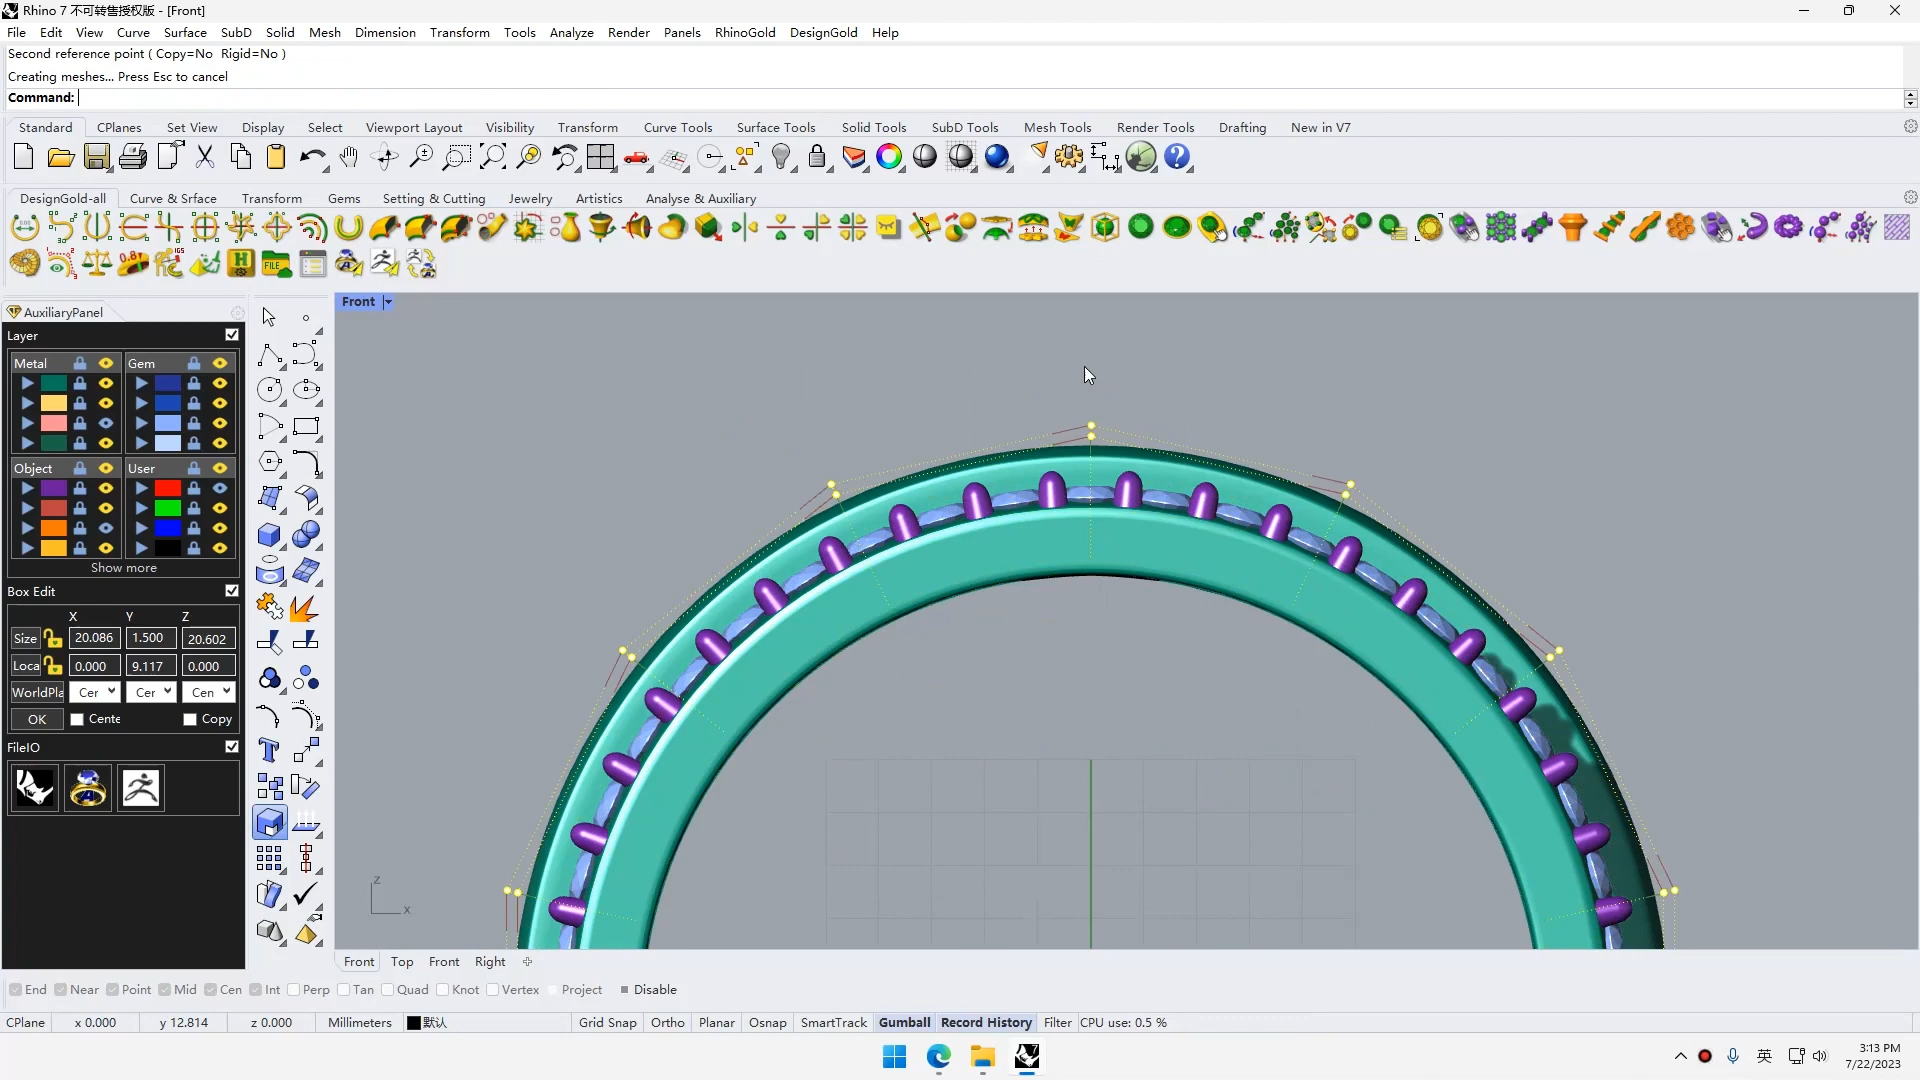 Rhino 7 不可转售授权版 - [Front]
File Edit View Curve Surface SubD Solid Mesh Dimension Transform Tools Analyze Render Panels RhinoGold DesignGold Help
Second reference point ( Copy=No Rigid=No )
Creating meshes... Press Esc to cancel
Command:
Standard CPlanes Set View Display Select Viewport Layout Visibility Transform Curve Tools Surface Tools Solid Tools SubD Tools Mesh Tools Render Tools Drafting New in V7
DesignGold-all Curve & Srface Transform Gems Setting & Cutting Jewelry Artistics Analyse & Auxiliary
AuxiliaryPanel
Layer
Metal Gem
Object User
Show more
Box Edit
X Y Z
Size 20.086 1.500 20.602
Loca 0.000 9.117 0.000
WorldPla Cer Cer Cen
OK Cente Copy
FileIO
Front
z
x
Front Top Front Right
End Near Point Mid Cen Int Perp Tan Quad Knot Vertex Project Disable
CPlane x 0.000 y 12.814 z 0.000 Millimeters 默认 Grid Snap Ortho Planar Osnap SmartTrack Gumball Record History Filter CPU use: 0.5 %
英
3:13 PM
7/22/2023